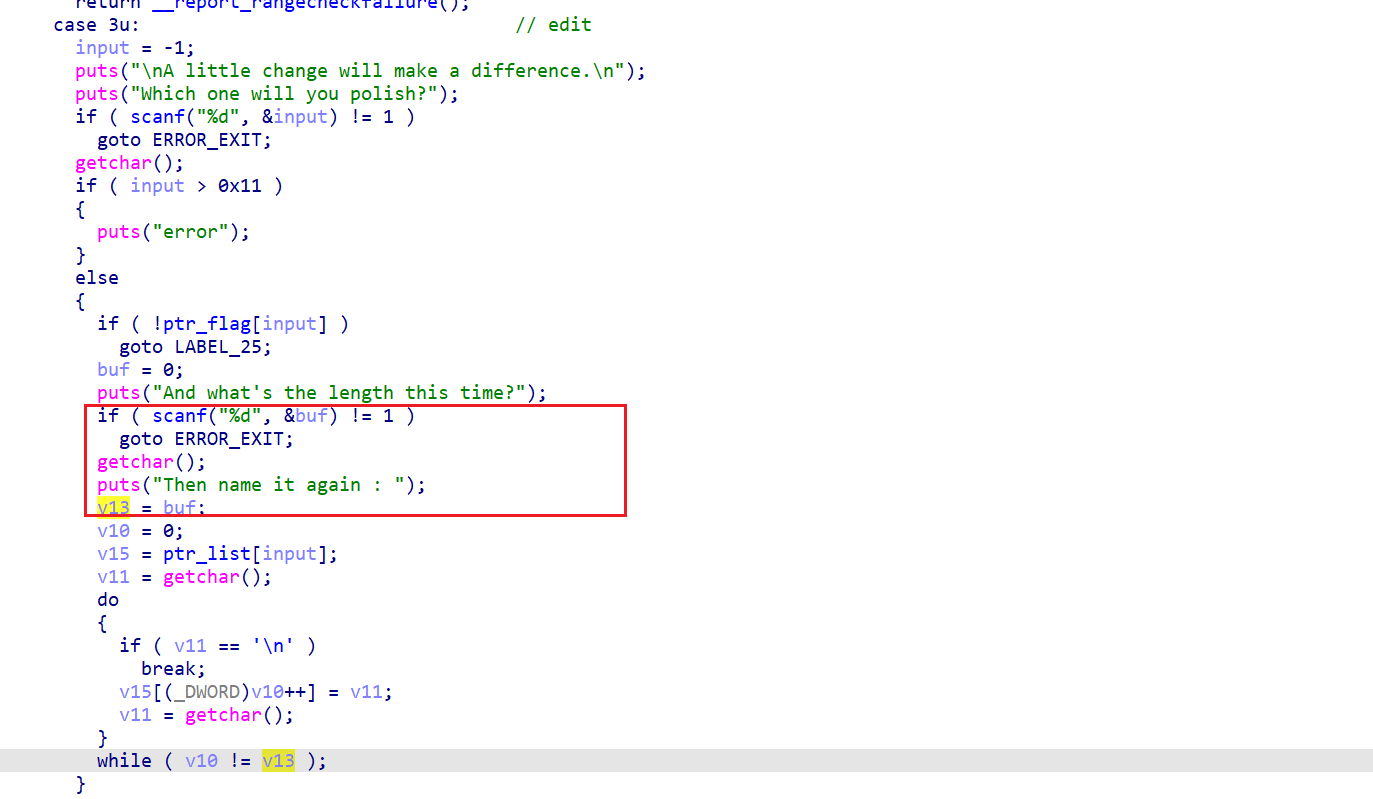 return __report_rangecheckfailure();
case 3u: // edit
input = -1;
puts("\nA little change will make a difference.\n");
puts("Which one will you polish?");
if ( scanf("%d", &input) != 1 )
goto ERROR_EXIT;
getchar();
if ( input > 0x11 )
{
puts("error");
}
else
{
if ( !ptr_flag[input] )
goto LABEL_25;
buf = 0;
puts("And what's the length this time?");
if ( scanf("%d", &buf) != 1 )
goto ERROR_EXIT;
getchar();
puts("Then name it again : ");
v13 = buf;
v10 = 0;
v15 = ptr_list[input];
v11 = getchar();
do
{
if ( v11 == '\n' )
break;
v15[(_DWORD)v10++] = v11;
v11 = getchar();
}
while ( v10 != v13 );
}